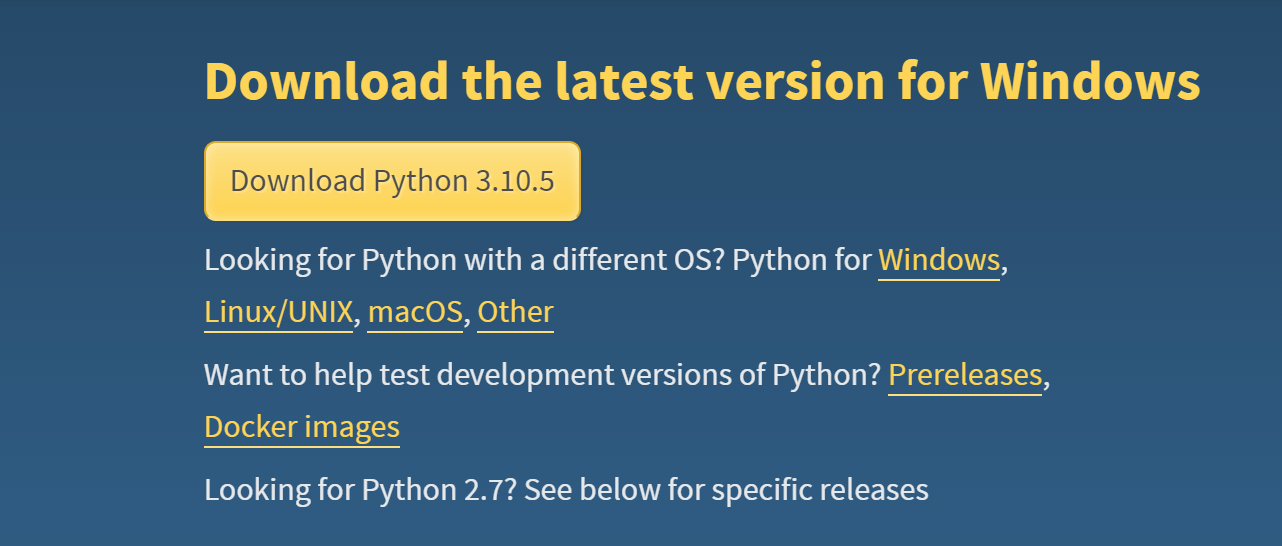 Download the latest version for Windows
Download Python 3.10.5
Looking for Python with a different OS? Python for Windows,
Linux/UNIX, macOS, Other
Want to help test development versions of Python? Prereleases,
Docker images
Looking for Python 2.7? See below for specific releases